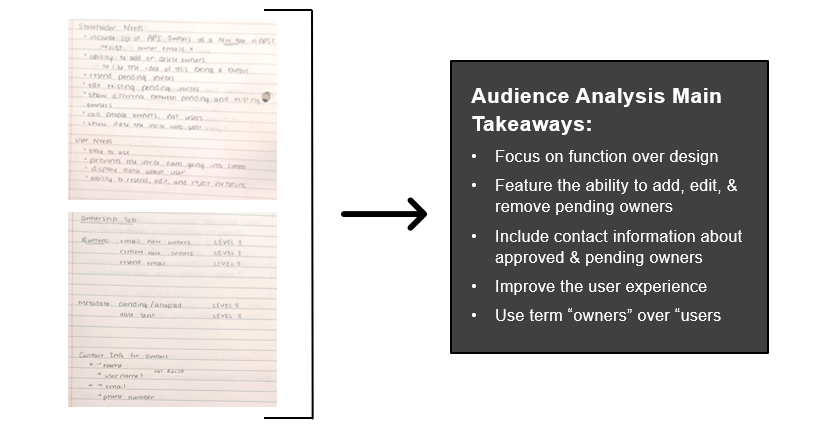 Stakeholder Needs
• include list of API owners as a new tab in
owner emails
• ability to add or delete owners
like the idea of this being a button
• resend pending invites
• edit existing pending invites
• show difference between pending and existing
owners
• call people owners, not users
• show date the invite was sent
User Needs
• easy to use
• prevents the invite from going into limbo
• display data about user
• ability to resend, edit, and reject invitations
Ownership Tab
Buttons: email new owners LEVEL 1
remove new owners LEVEL 1
resend email LEVEL
Metadata: pending/accepted LEVEL
date sent LEVEL
Contact Info for Owners
Name
username?
email
phone number
Audience Analysis Main
Takeaways:
• Focus on function over design
• Feature the ability to add, edit, &
remove pending owners
• Include contact information about
approved & pending owners
• Improve the user experience
• Use term “owners” over “users